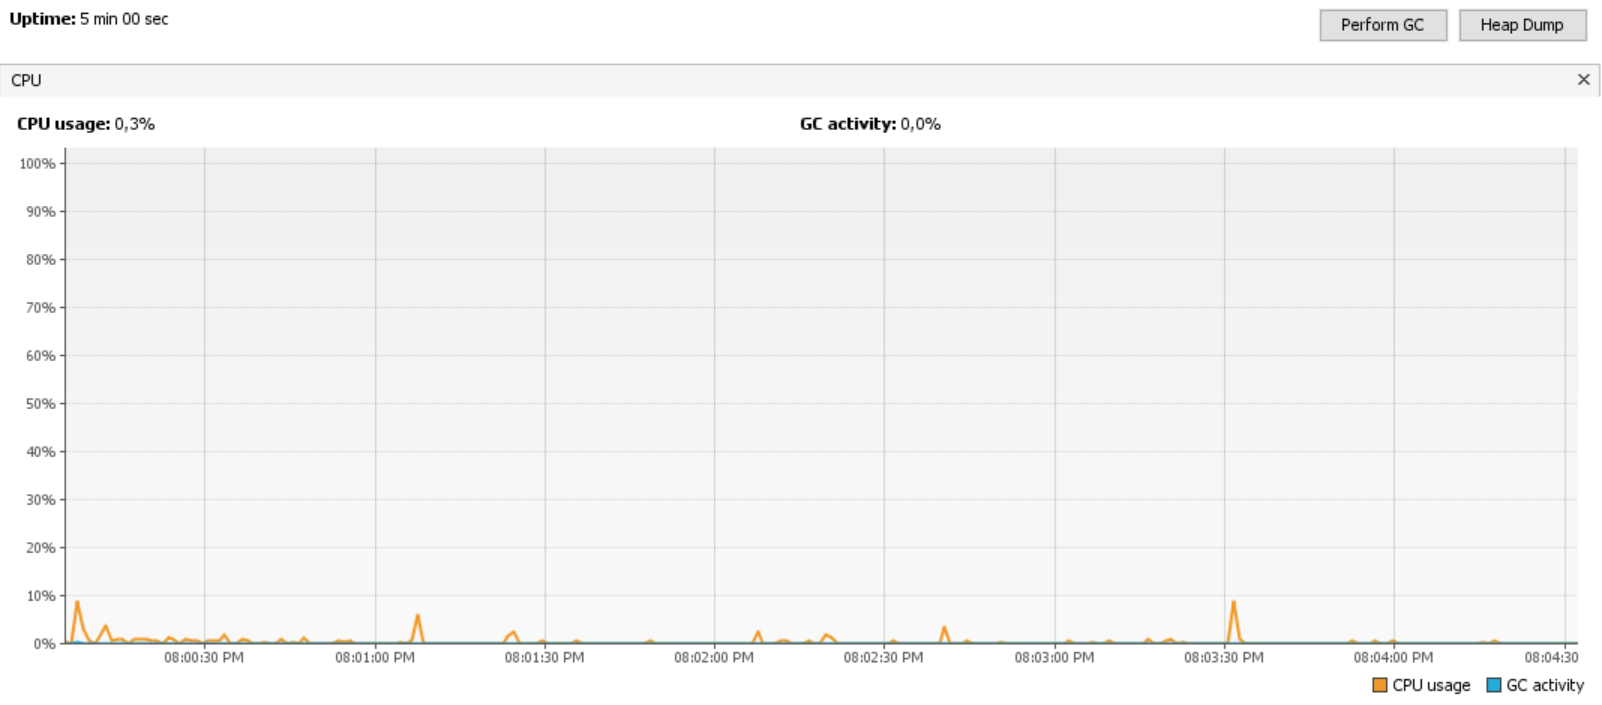 Uptime: 5 min 00 sec
Perform GC
Heap Dump
CPU
CPU usage: 0,3%
GC activity: 0,0%
100%
90%
80%
70%
60%
50%
40%
30%
20%
10%
0%
08:00:30 PM
08:01:00 PM
08:01:30 PM
08:02:00 PM
08:02:30 PM
08:03:00 PM
08:03:30 PM
08:04:00 PM
08:04:30
CPU usage
GC activity